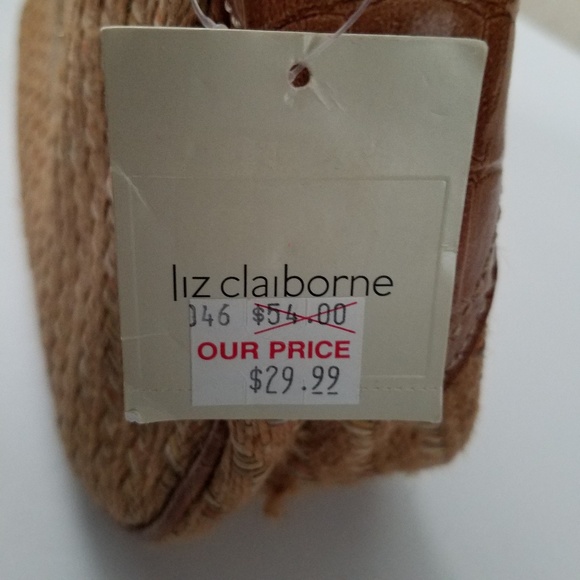 liz claiborne
046 $54.00
OUR PRICE
$29.99